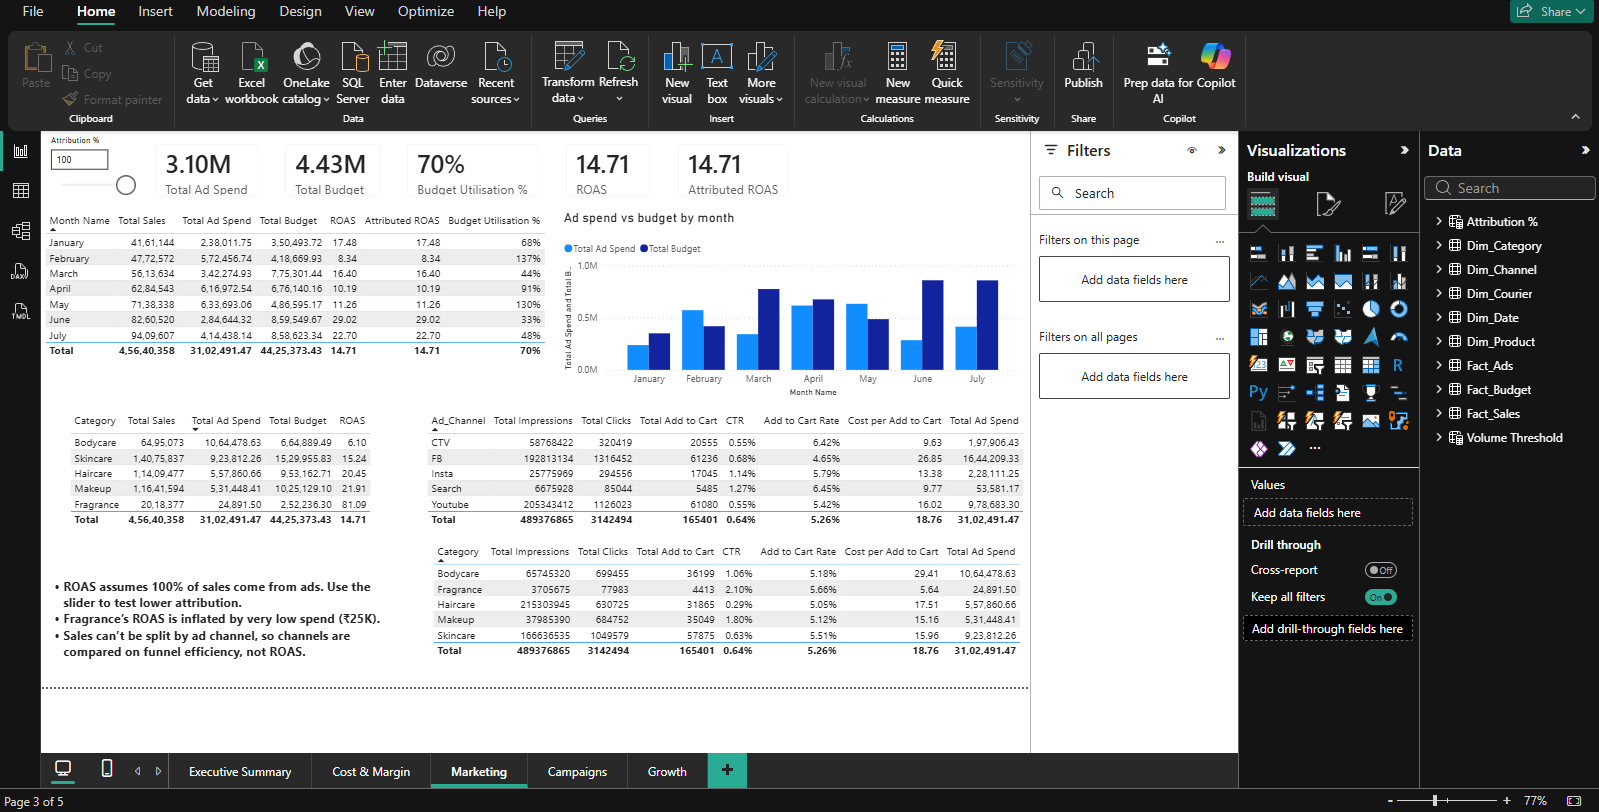 File Home Insert Modeling Design View Optimize Help Share
Paste Cut Copy Format painter Clipboard
Get data Excel workbook OneLake catalog SQL Server Enter data Dataverse Recent sources Data
Transform data Refresh Queries
New visual Text box More visuals Insert
New visual calculation New measure Quick measure Calculations
Sensitivity Sensitivity
Publish Share
Prep data for AI Copilot Copilot
Attribution %
100
3.10M Total Ad Spend
4.43M Total Budget
70% Budget Utilisation %
14.71 ROAS
14.71 Attributed ROAS
Month Name Total Sales Total Ad Spend Total Budget ROAS Attributed ROAS Budget Utilisation %
January 41,61,144 2,38,011.75 3,50,493.72 17.48 17.48 68%
February 47,72,572 5,72,456.74 4,18,669.93 8.34 8.34 137%
March 56,13,634 3,42,274.93 7,75,301.44 16.40 16.40 44%
April 62,84,543 6,16,972.54 6,76,140.16 10.19 10.19 91%
May 71,38,338 6,33,693.06 4,86,595.17 11.26 11.26 130%
June 82,60,520 2,84,644.32 8,59,549.67 29.02 29.02 33%
July 94,09,607 4,14,438.14 8,58,623.34 22.70 22.70 48%
Total 4,56,40,358 31,02,491.47 44,25,373.43 14.71 14.71 70%
Ad spend vs budget by month
Total Ad Spend Total Budget
Total Ad Spend and Total B...
1.0M
0.5M
0.0M
January February March April May June July
Month Name
Category Total Sales Total Ad Spend Total Budget ROAS
Bodycare 64,95,073 10,64,478.63 6,64,889.49 6.10
Skincare 1,40,75,837 9,23,812.26 15,29,955.83 15.24
Haircare 1,14,09,477 5,57,860.66 9,53,162.71 20.45
Makeup 1,16,41,594 5,31,448.41 10,25,129.10 21.91
Fragrance 20,18,377 24,891.50 2,52,236.30 81.09
Total 4,56,40,358 31,02,491.47 44,25,373.43 14.71
Ad_Channel Total Impressions Total Clicks Total Add to Cart CTR Add to Cart Rate Cost per Add to Cart Total Ad Spend
CTV 58768422 320419 20555 0.55% 6.42% 9.63 1,97,906.43
FB 192813134 1316452 61236 0.68% 4.65% 26.85 16,44,209.33
Insta 25775969 294556 17045 1.14% 5.79% 13.38 2,28,111.25
Search 6675928 85044 5485 1.27% 6.45% 9.77 53,581.17
Youtube 205343412 1126023 61080 0.55% 5.42% 16.02 9,78,683.30
Total 489376865 3142494 165401 0.64% 5.26% 18.76 31,02,491.47
Category Total Impressions Total Clicks Total Add to Cart CTR Add to Cart Rate Cost per Add to Cart Total Ad Spend
Bodycare 65745320 699455 36199 1.06% 5.18% 29.41 10,64,478.63
Fragrance 3705675 77983 4413 2.10% 5.66% 5.64 24,891.50
Haircare 215303945 630725 31865 0.29% 5.05% 17.51 5,57,860.66
Makeup 37985390 684752 35049 1.80% 5.12% 15.16 5,31,448.41
Skincare 166636535 1049579 57875 0.63% 5.51% 15.96 9,23,812.26
Total 489376865 3142494 165401 0.64% 5.26% 18.76 31,02,491.47
• ROAS assumes 100% of sales come from ads. Use the
slider to test lower attribution.
• Fragrance's ROAS is inflated by very low spend (₹25K).
• Sales can't be split by ad channel, so channels are
compared on funnel efficiency, not ROAS.
Filters
Search
Filters on this page ...
Add data fields here
Filters on all pages ...
Add data fields here
Visualizations
Build visual
R
Py
...
Values
Add data fields here
Drill through
Cross-report Off
Keep all filters On
Add drill-through fields here
Data
Search
Attribution %
Dim_Category
Dim_Channel
Dim_Courier
Dim_Date
Dim_Product
Fact_Ads
Fact_Budget
Fact_Sales
Volume Threshold
DAX
TMDL
Executive Summary Cost & Margin Marketing Campaigns Growth +
Page 3 of 5
- + 77%